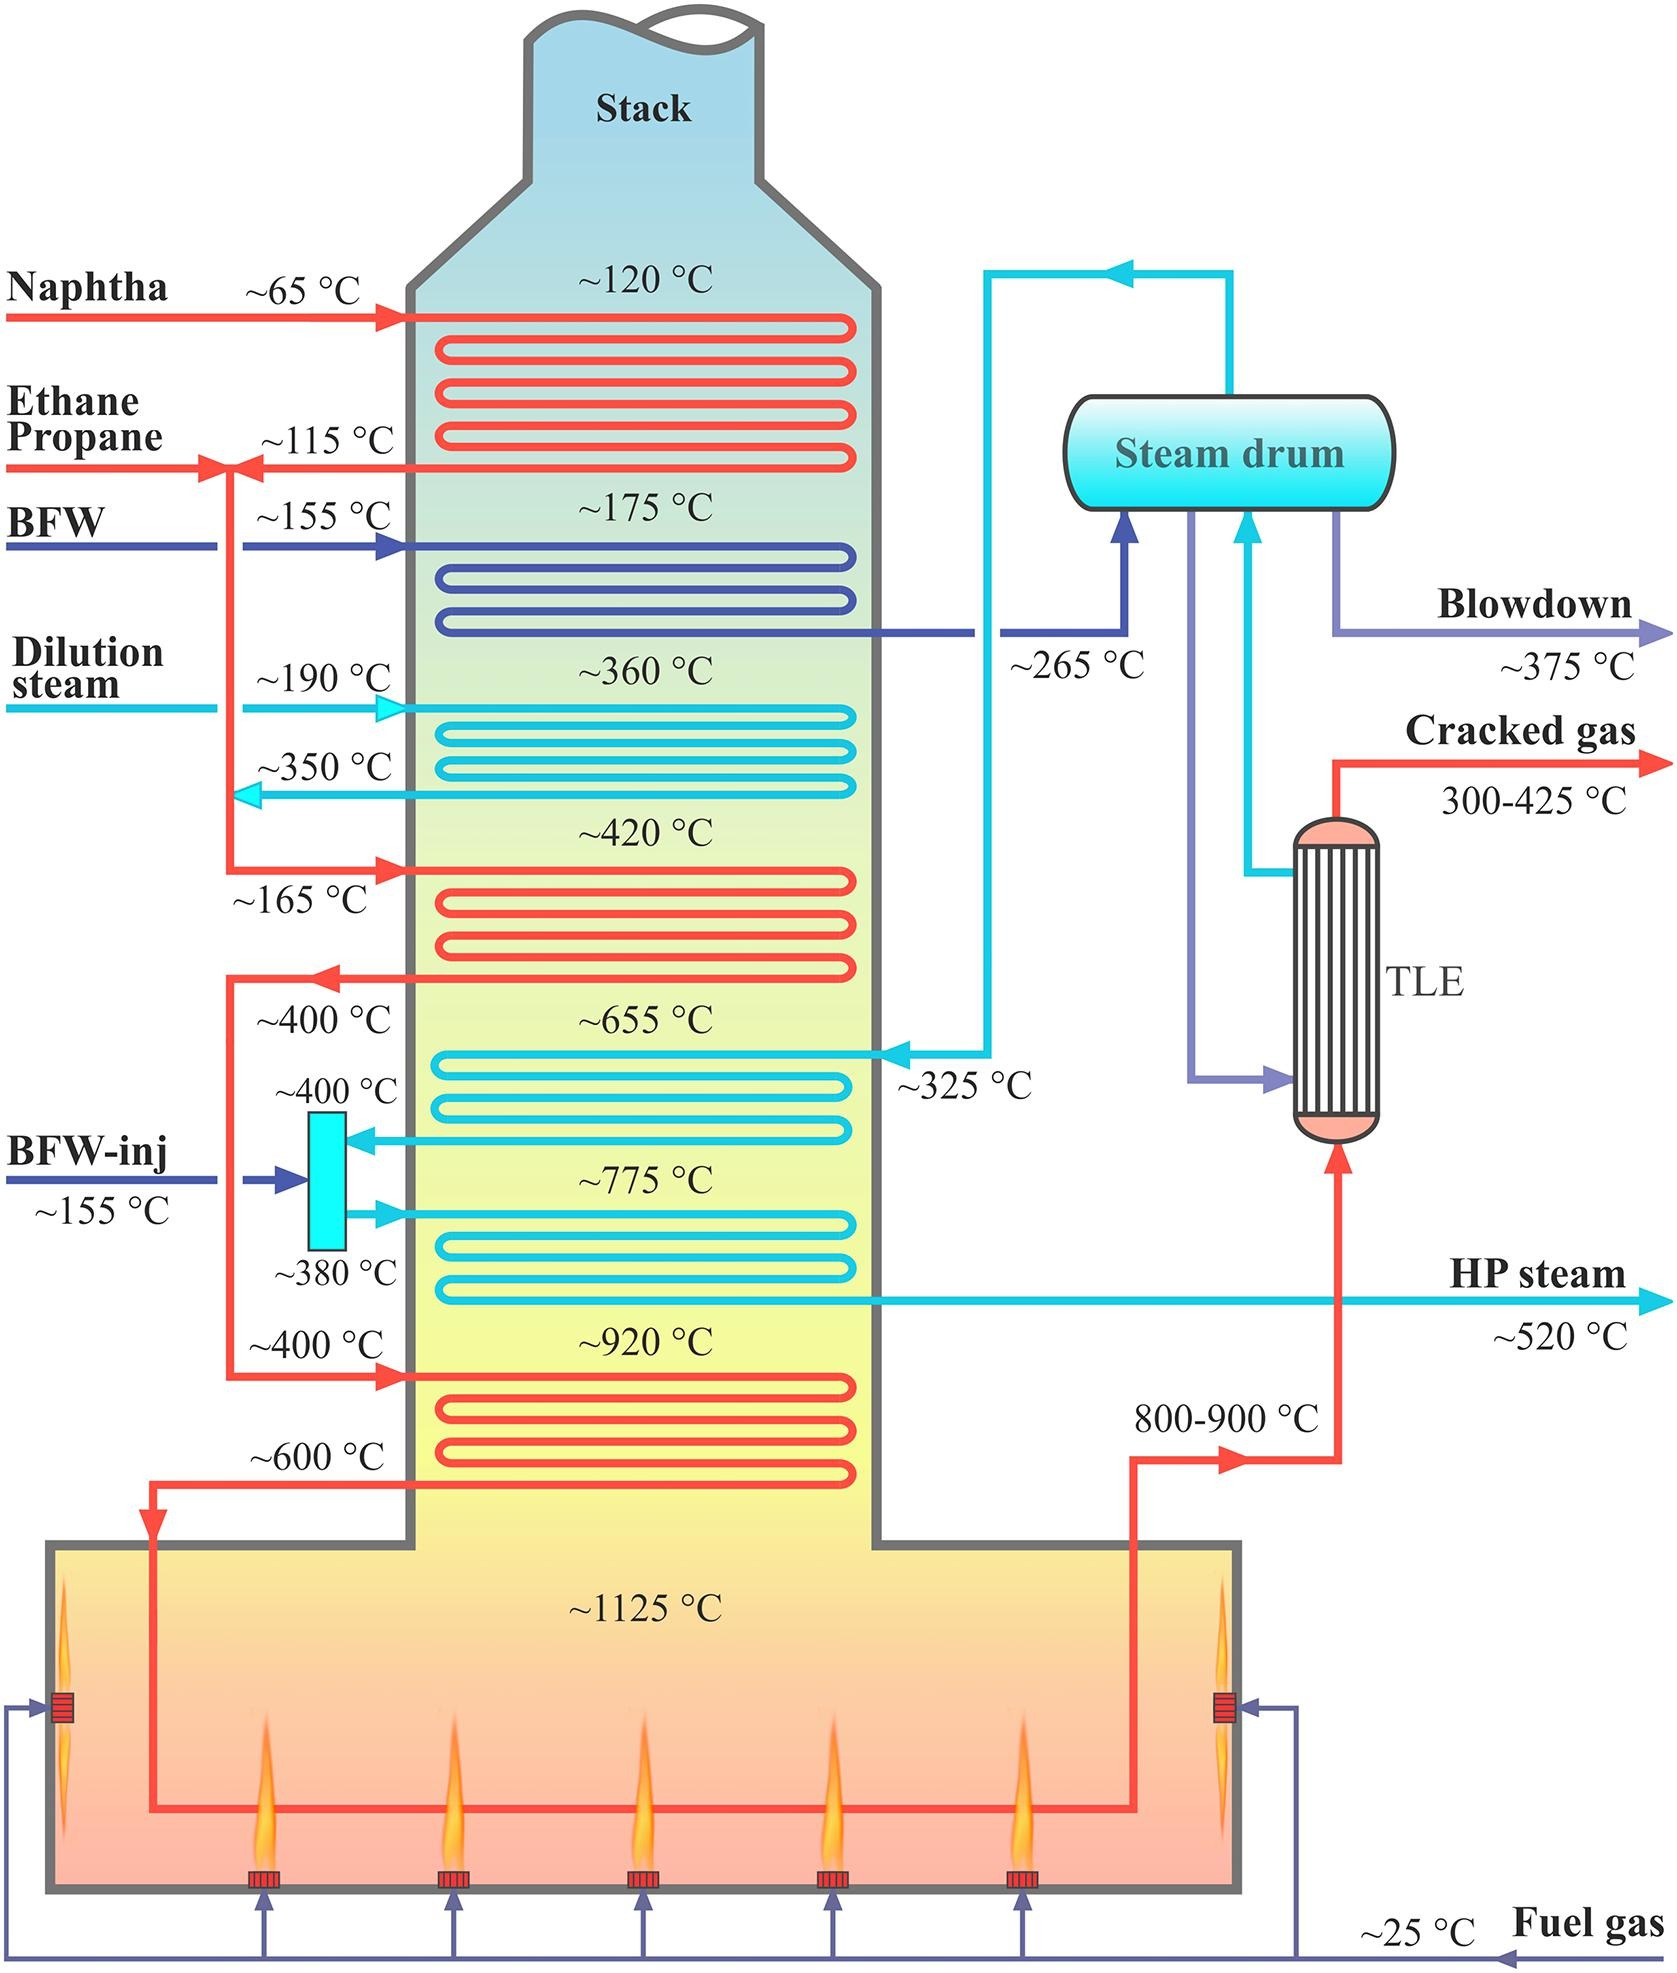 Stack
Naphtha
~65 °C
~120 °C
Ethane
Propane
~115 °C
Steam drum
BFW
~155 °C
~175 °C
Blowdown
~375 °C
Dilution
steam
~190 °C
~360 °C
~265 °C
Cracked gas
300-425 °C
~350 °C
~420 °C
~165 °C
TLE
~400 °C
~655 °C
~325 °C
~400 °C
BFW-inj
~155 °C
~775 °C
~380 °C
HP steam
~520 °C
~400 °C
~920 °C
800-900 °C
~600 °C
~1125 °C
~25 °C
Fuel gas